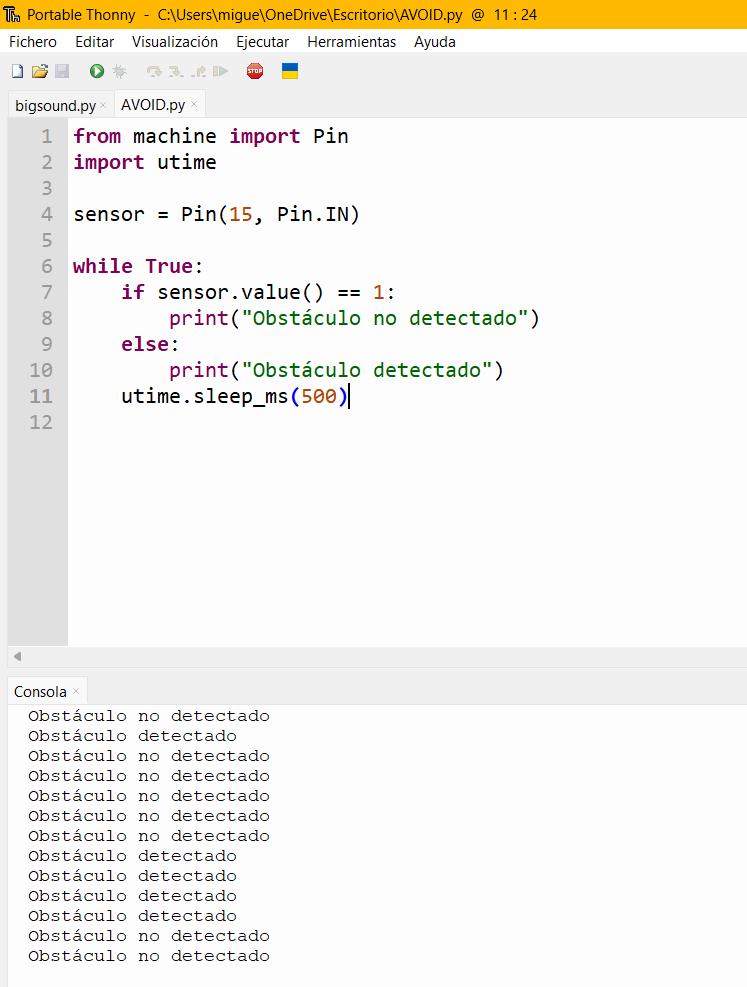 Portable Thonny - C:\Users\migue\OneDrive\Escritorio\AVOID.py @ 11 : 24
Fichero Editar Visualización Ejecutar Herramientas Ayuda
STOP
bigsound.py × AVOID.py ×
1 from machine import Pin
2 import utime
3
4 sensor = Pin(15, Pin.IN)
5
6 while True:
7     if sensor.value() == 1:
8         print("Obstáculo no detectado")
9     else:
10         print("Obstáculo detectado")
11     utime.sleep_ms(500)
12
Consola ×
Obstáculo no detectado
Obstáculo detectado
Obstáculo no detectado
Obstáculo no detectado
Obstáculo no detectado
Obstáculo no detectado
Obstáculo no detectado
Obstáculo detectado
Obstáculo detectado
Obstáculo detectado
Obstáculo detectado
Obstáculo no detectado
Obstáculo no detectado